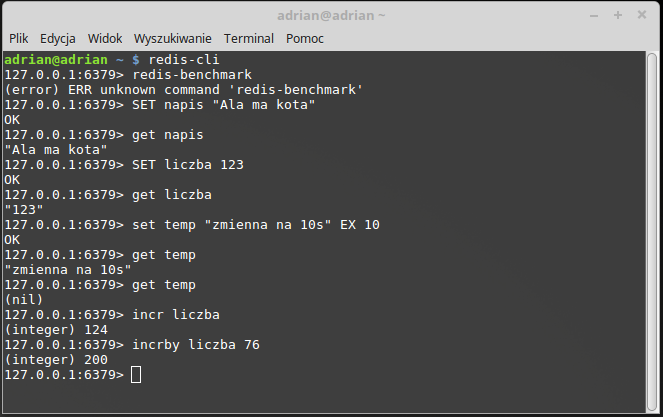 adrian@adrian ~
Plik Edycja Widok Wyszukiwanie Terminal Pomoc
adrian@adrian ~ $ redis-cli
127.0.0.1:6379> redis-benchmark
(error) ERR unknown command 'redis-benchmark'
127.0.0.1:6379> SET napis "Ala ma kota"
OK
127.0.0.1:6379> get napis
"Ala ma kota"
127.0.0.1:6379> SET liczba 123
OK
127.0.0.1:6379> get liczba
"123"
127.0.0.1:6379> set temp "zmienna na 10s" EX 10
OK
127.0.0.1:6379> get temp
"zmienna na 10s"
127.0.0.1:6379> get temp
(nil)
127.0.0.1:6379> incr liczba
(integer) 124
127.0.0.1:6379> incrby liczba 76
(integer) 200
127.0.0.1:6379>